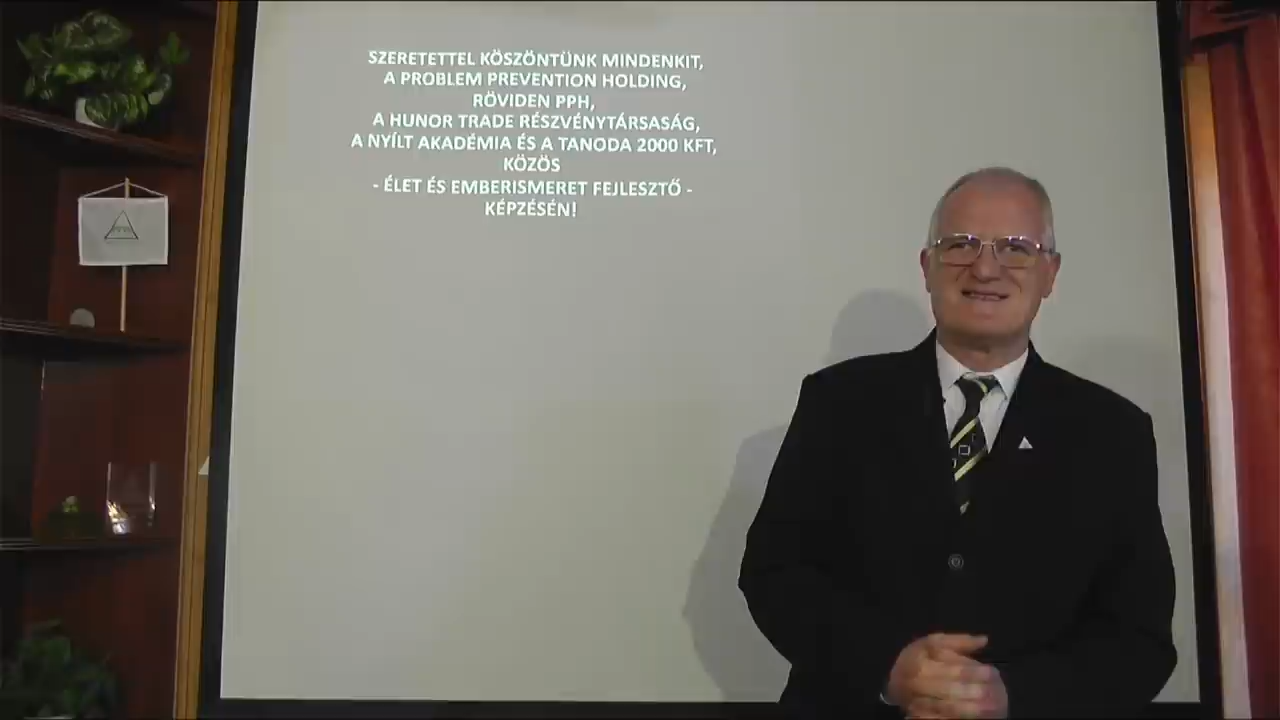 SZERETETTEL KÖSZÖNTÜNK MINDENKIT,
A PROBLEM PREVENTION HOLDING,
RÖVIDEN PPH,
A HUNOR TRADE RÉSZVÉNYTÁRSASÁG,
A NYÍLT AKADÉMIA ÉS A TANODA 2000 KFT,
KÖZÖS
- ÉLET ÉS EMBERISMERET FEJLESZTŐ -
KÉPZÉSÉN!